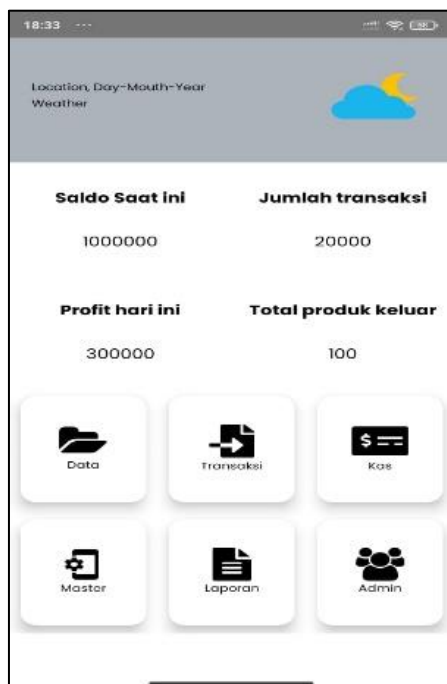 18:33 ...
Location, Day-Mouth-Year
Weather
Saldo Saat ini Jumlah transaksi
1000000 20000
Profit hari ini Total produk keluar
300000 100
Data Transaksi Kas
Master Laporan Admin